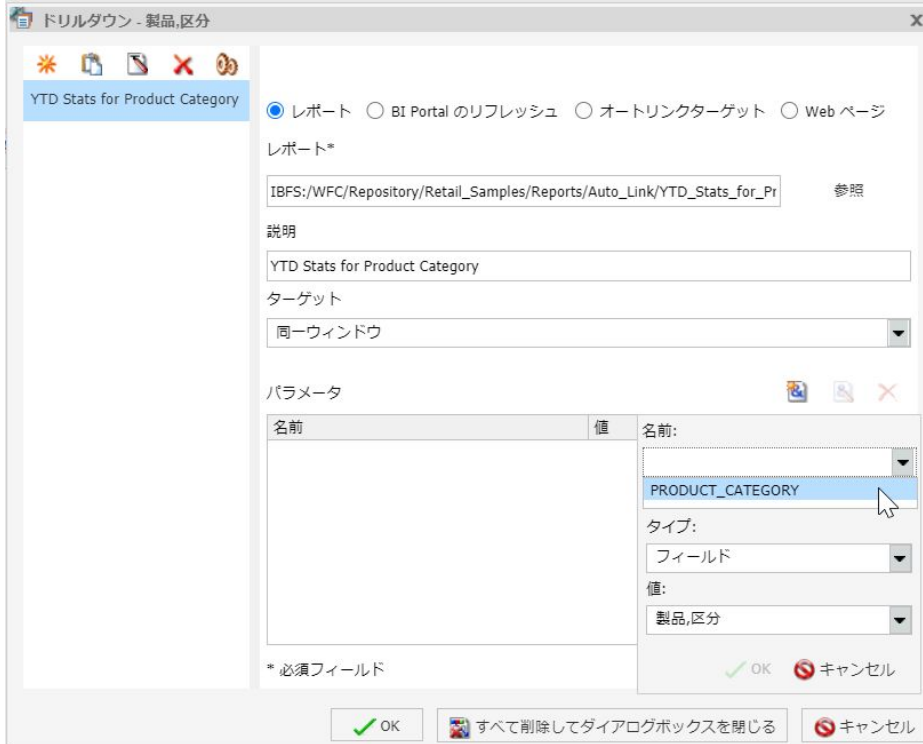 ドリルダウン - 製品,区分
X
YTD Stats for Product Category
レポート BI Portal のリフレッシュ オートリンクターゲット Web ページ
レポート*
IBFS:/WFC/Repository/Retail_Samples/Reports/Auto_Link/YTD_Stats_for_Pr 参照
説明
YTD Stats for Product Category
ターゲット
同一ウィンドウ
パラメータ
名前 値
名前:
PRODUCT_CATEGORY
タイプ:
フィールド
値:
製品,区分
OK キャンセル
* 必須フィールド
OK すべて削除してダイアログボックスを閉じる キャンセル